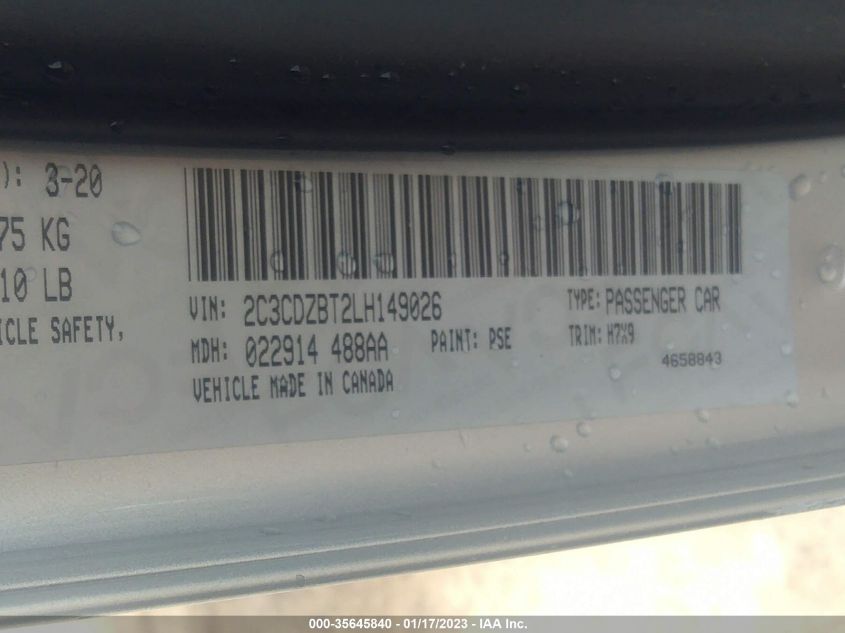 ): 3-20
75 KG
10 LB
ICLE SAFETY,
VIN: 2C3CDZBT2LH149026
TYPE: PASSENGER CAR
MDH: 022914 488AA
PAINT: PSE
TRIM: H7X9
VEHICLE MADE IN CANADA
4658843
000-35645840 - 01/17/2023 - IAA Inc.